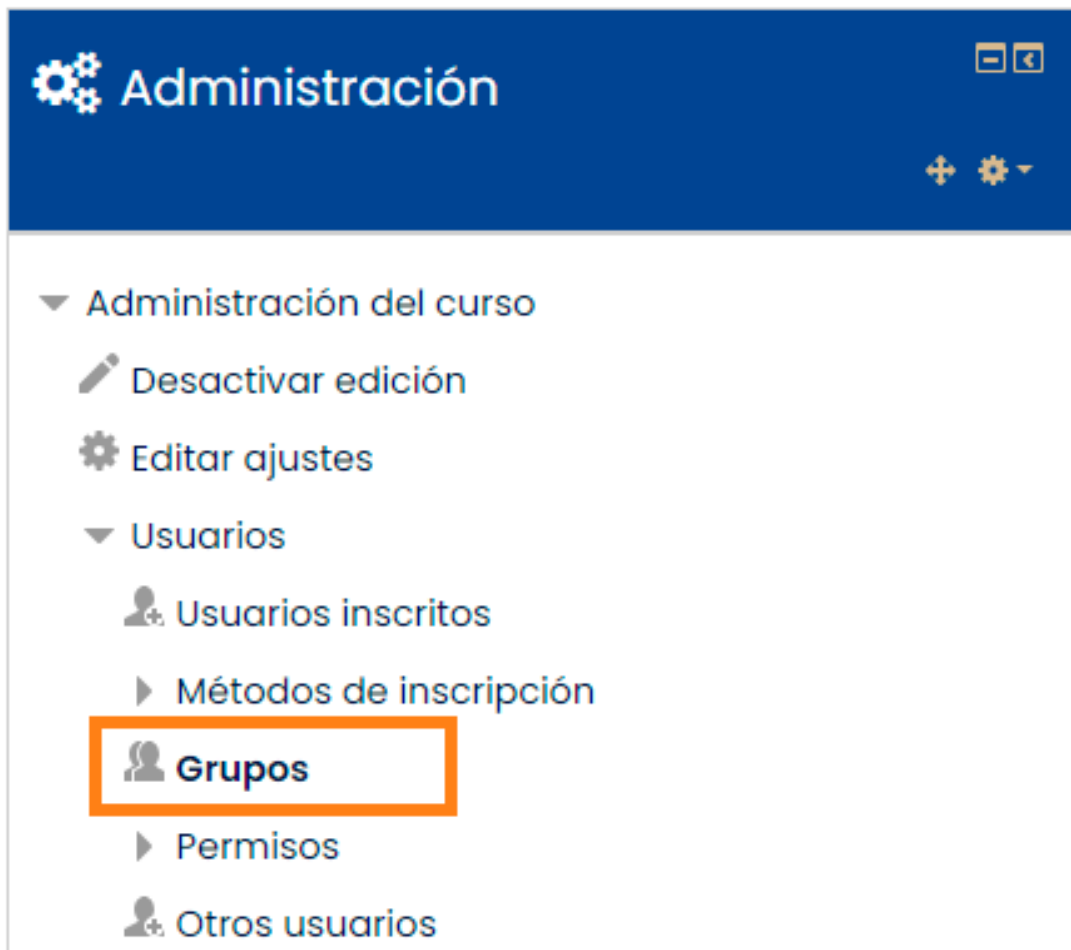 Administración
Administración del curso
Desactivar edición
Editar ajustes
Usuarios
Usuarios inscritos
Métodos de inscripción
Grupos
Permisos
Otros usuarios